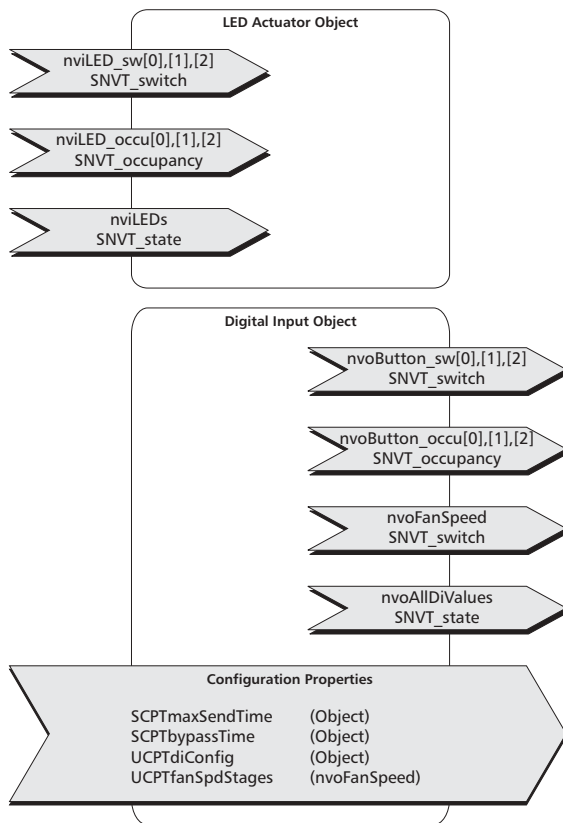 LED Actuator Object
nviLED_sw[0],[1],[2]
SNVT_switch
nviLED_occu[0],[1],[2]
SNVT_occupancy
nviLEDs
SNVT_state
Digital Input Object
nvoButton_sw[0],[1],[2]
SNVT_switch
nvoButton_occu[0],[1],[2]
SNVT_occupancy
nvoFanSpeed
SNVT_switch
nvoAllDiValues
SNVT_state
Configuration Properties
SCPTmaxSendTime (Object)
SCPTbypassTime (Object)
UCPTdiConfig (Object)
UCPTfanSpdStages (nvoFanSpeed)